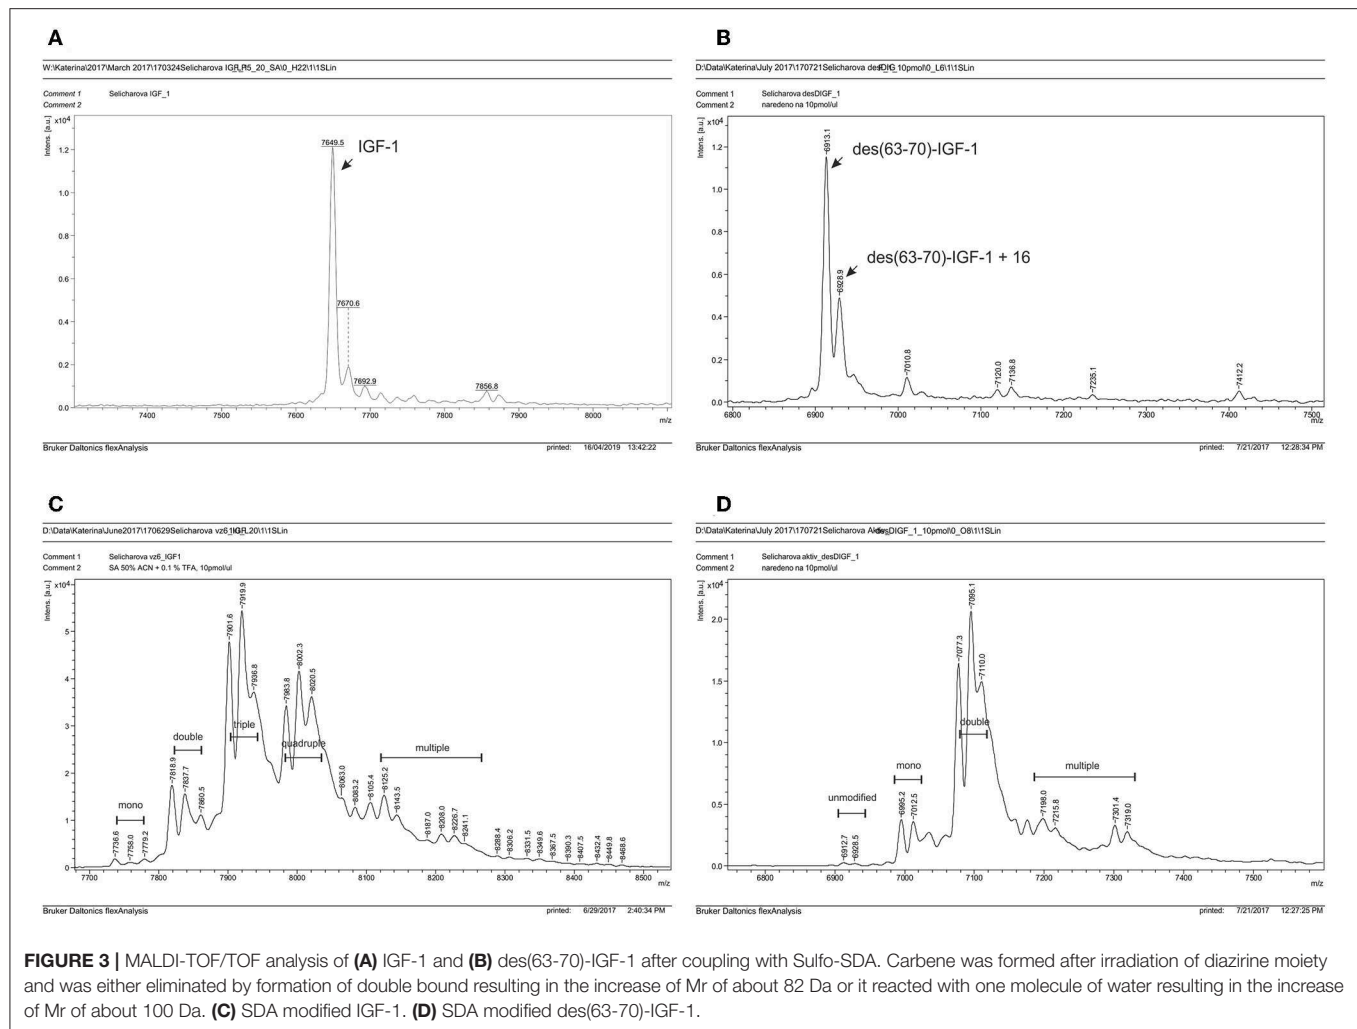 A
W:\Katerina\2017\March 2017\170324Selicharova
Comment 1 Selicharova IGF_1
Comment 2
Intens. [a.u.]
x10⁴
7649.5
IGF-1
7670.6
7692.9
7856.8
1.2
1.0
0.8
0.6
0.4
0.2
0.0
7400
7500
7600
7700
7800
7900
8000
m/z
Bruker Daltonics flexAnalysis
printed: 16/04/2019 13:42:22
B
D:\Data\Katerina\July 2017\170721Selicharova
Comment 1 Selicharova desDIGF_1
Comment 2 naredeno na 10pmol/ul
Intens. [a.u.]
x10⁴
6913.1
des(63-70)-IGF-1
6928.9
des(63-70)-IGF-1 + 16
7010.8
7120.0
7136.8
7235.1
7412.2
1.2
1.0
0.8
0.6
0.4
0.2
0.0
6800
6900
7000
7100
7200
7300
7400
7500
m/z
Bruker Daltonics flexAnalysis
printed: 7/21/2017 12:28:34 PM
C
D:\Data\Katerina\June2017\170629Selicharova
Comment 1 Selicharova vz6_IGF1
Comment 2 SA 50% ACN + 0.1 % TFA, 10pmol/ul
Intens. [a.u.]
x10⁴
5
4
3
2
1
0
mono
double
triple
quadruple
multiple
7736.6
7758.0
7779.2
7818.9
7837.7
7860.5
7901.6
7919.9
7936.8
7983.8
8002.3
8020.5
8063.0
8083.2
8105.4
8125.2
8143.5
8187.0
8208.0
8226.7
8241.1
8288.4
8306.2
8331.5
8349.6
8367.5
8390.3
8407.5
8432.4
8449.8
8468.6
7700
7800
7900
8000
8100
8200
8300
8400
8500
m/z
Bruker Daltonics flexAnalysis
printed: 6/29/2017 2:40:34 PM
D
D:\Data\Katerina\July 2017\170721Selicharova
Comment 1 Selicharova aktiv_desDIGF_1
Comment 2 naredeno na 10pmol/ul
Intens. [a.u.]
x10⁴
2.0
1.5
1.0
0.5
0.0
unmodified
mono
double
multiple
6912.7
6928.5
6995.2
7012.5
7077.3
7095.1
7110.0
7198.0
7215.8
7301.4
7319.0
6800
6900
7000
7100
7200
7300
7400
7500
m/z
Bruker Daltonics flexAnalysis
printed: 7/21/2017 12:27:25 PM
FIGURE 3 | MALDI-TOF/TOF analysis of (A) IGF-1 and (B) des(63-70)-IGF-1 after coupling with Sulfo-SDA. Carbene was formed after irradiation of diazirine moiety
and was either eliminated by formation of double bound resulting in the increase of Mr of about 82 Da or it reacted with one molecule of water resulting in the increase
of Mr of about 100 Da. (C) SDA modified IGF-1. (D) SDA modified des(63-70)-IGF-1.